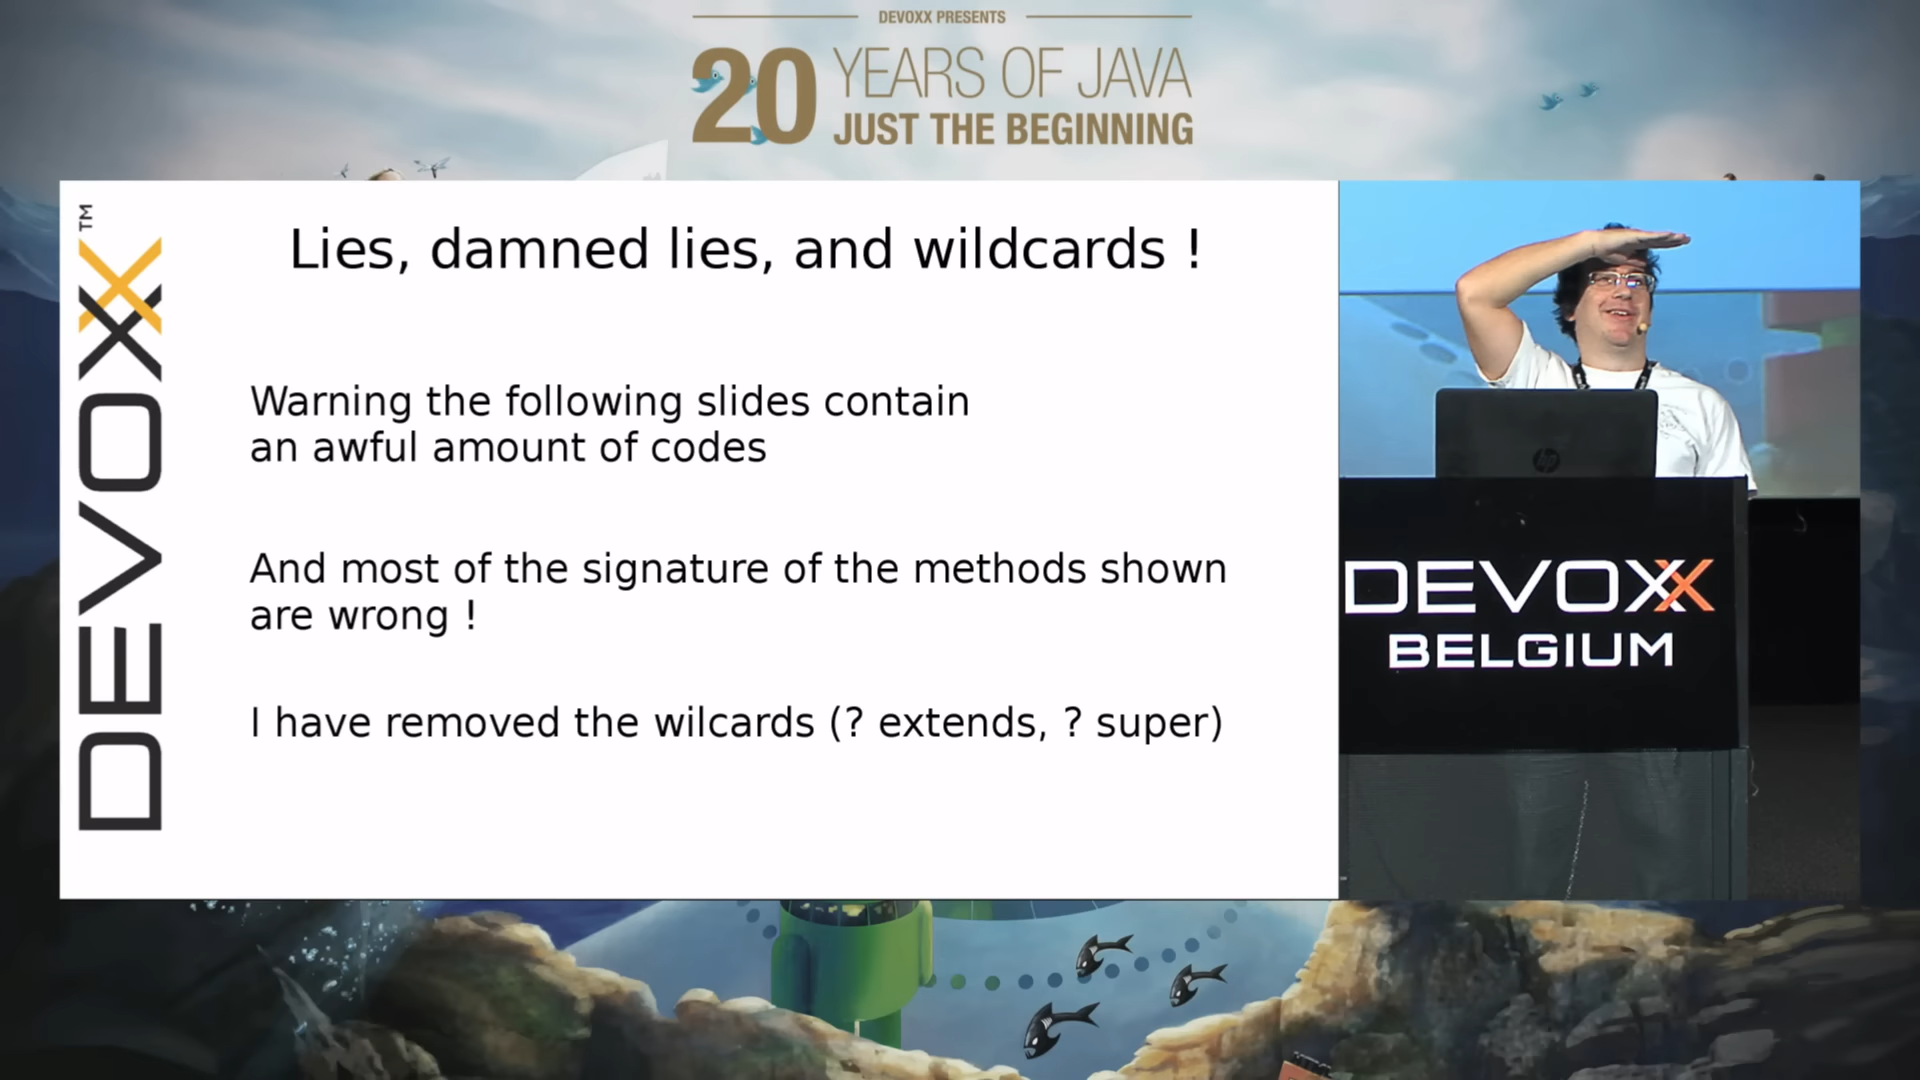 DEVOXX PRESENTS
20 YEARS OF JAVA
JUST THE BEGINNING
DEVOXX™
Lies, damned lies, and wildcards !
Warning the following slides contain
an awful amount of codes
And most of the signature of the methods shown
are wrong !
I have removed the wilcards (? extends, ? super)
hp
DEVOXX
BELGIUM